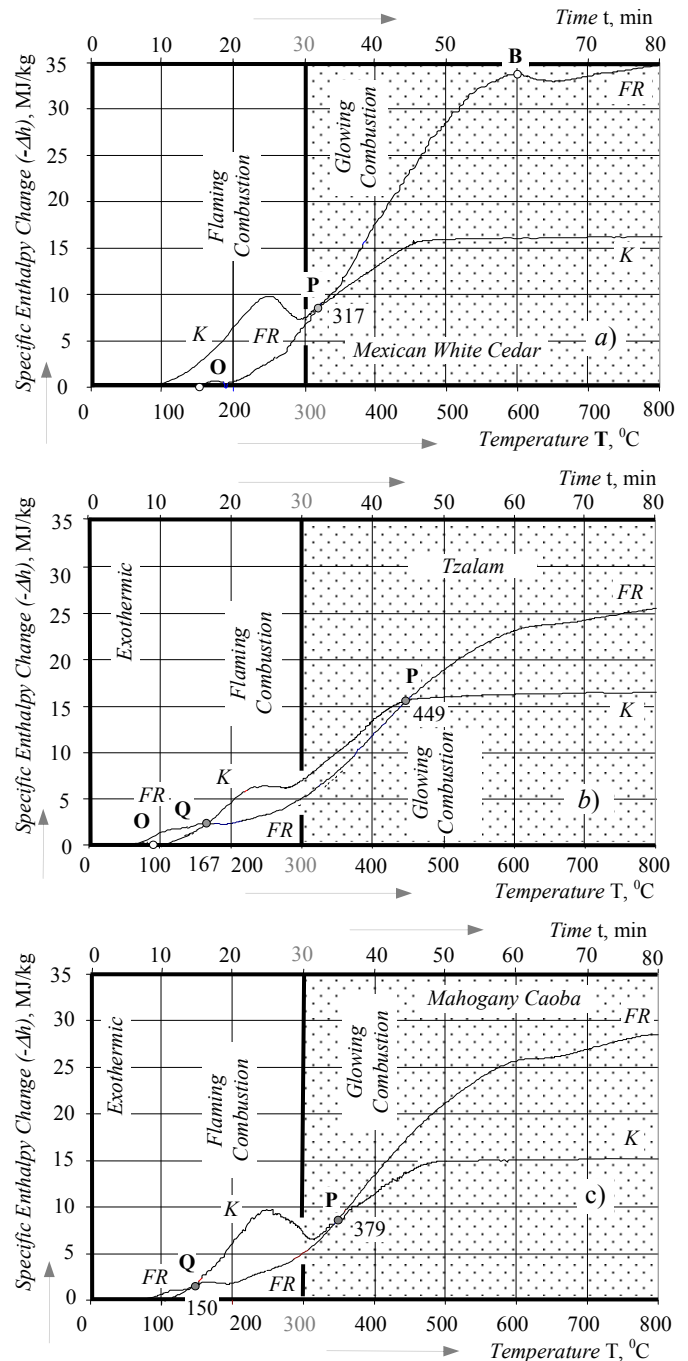 Time t, min
0 10 20 30 40 50 60 70 80
Specific Enthalpy Change (-Δh), MJ/kg
35
30
25
20
15
10
5
0
B
FR
Glowing
Combustion
Flaming
Combustion
P
K
317
K
FR
O
a)
Mexican White Cedar
0 100 200 300 400 500 600 700 800
Temperature T, ⁰C
Time t, min
0 10 20 30 40 50 60 70 80
Specific Enthalpy Change (-Δh), MJ/kg
35
30
25
20
15
10
5
0
Tzalam
Exothermic
Flaming
Combustion
FR
P
449
K
K
Glowing
Combustion
FR
Q
O
FR
b)
167
0 100 200 300 400 500 600 700 800
Temperature T, ⁰C
Time t, min
0 10 20 30 40 50 60 70 80
Specific Enthalpy Change (-Δh), MJ/kg
35
30
25
20
15
10
5
0
Mahogany Caoba
FR
Exothermic
Flaming
Combustion
Glowing
Combustion
K
K
P
379
c)
Q
FR
FR
150
0 100 200 300 400 500 600 700 800
Temperature T, ⁰C